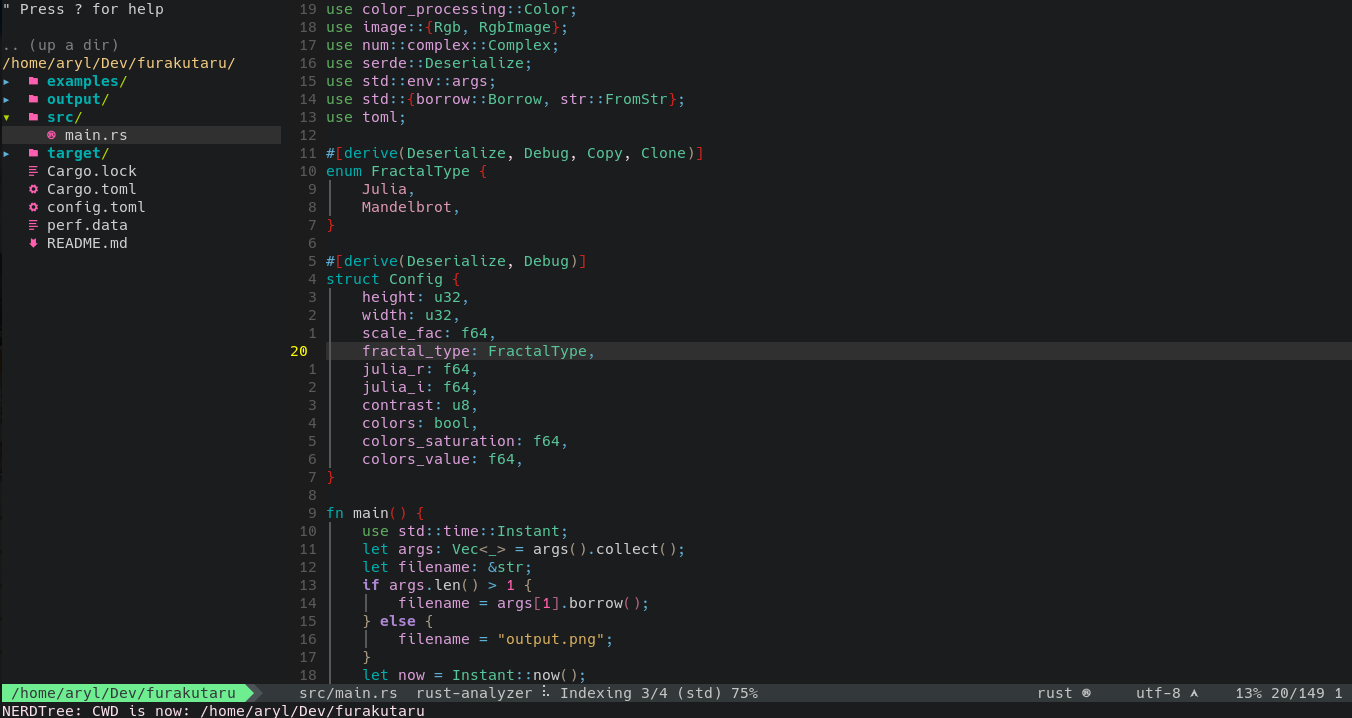 " Press ? for help
.. (up a dir)
/home/aryl/Dev/furakutaru/
▸ examples/
▸ output/
▾ src/
main.rs
▸ target/
Cargo.lock
Cargo.toml
config.toml
perf.data
README.md
19 use color_processing::Color;
18 use image::{Rgb, RgbImage};
17 use num::complex::Complex;
16 use serde::Deserialize;
15 use std::env::args;
14 use std::{borrow::Borrow, str::FromStr};
13 use toml;
12
11 #[derive(Deserialize, Debug, Copy, Clone)]
10 enum FractalType {
9 Julia,
8 Mandelbrot,
7 }
6
5 #[derive(Deserialize, Debug)]
4 struct Config {
3 height: u32,
2 width: u32,
1 scale_fac: f64,
20 fractal_type: FractalType,
1 julia_r: f64,
2 julia_i: f64,
3 contrast: u8,
4 colors: bool,
5 colors_saturation: f64,
6 colors_value: f64,
7 }
8
9 fn main() {
10 use std::time::Instant;
11 let args: Vec<_> = args().collect();
12 let filename: &str;
13 if args.len() > 1 {
14 filename = args[1].borrow();
15 } else {
16 filename = "output.png";
17 }
18 let now = Instant::now();
/home/aryl/Dev/furakutaru src/main.rs rust-analyzer ⠧ Indexing 3/4 (std) 75% rust utf-8 13% 20/149 1
NERDTree: CWD is now: /home/aryl/Dev/furakutaru